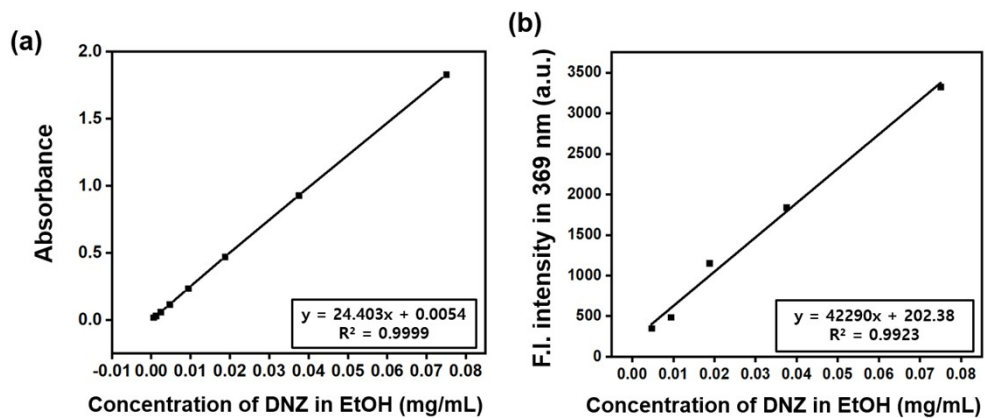 (a)
2.0
1.5
1.0
0.5
0.0
Absorbance
y = 24.403x + 0.0054
R² = 0.9999
-0.01 0.00 0.01 0.02 0.03 0.04 0.05 0.06 0.07 0.08
Concentration of DNZ in EtOH (mg/mL)
(b)
3500
3000
2500
2000
1500
1000
500
0
F.I. intensity in 369 nm (a.u.)
y = 42290x + 202.38
R² = 0.9923
0.00 0.01 0.02 0.03 0.04 0.05 0.06 0.07 0.08
Concentration of DNZ in EtOH (mg/mL)